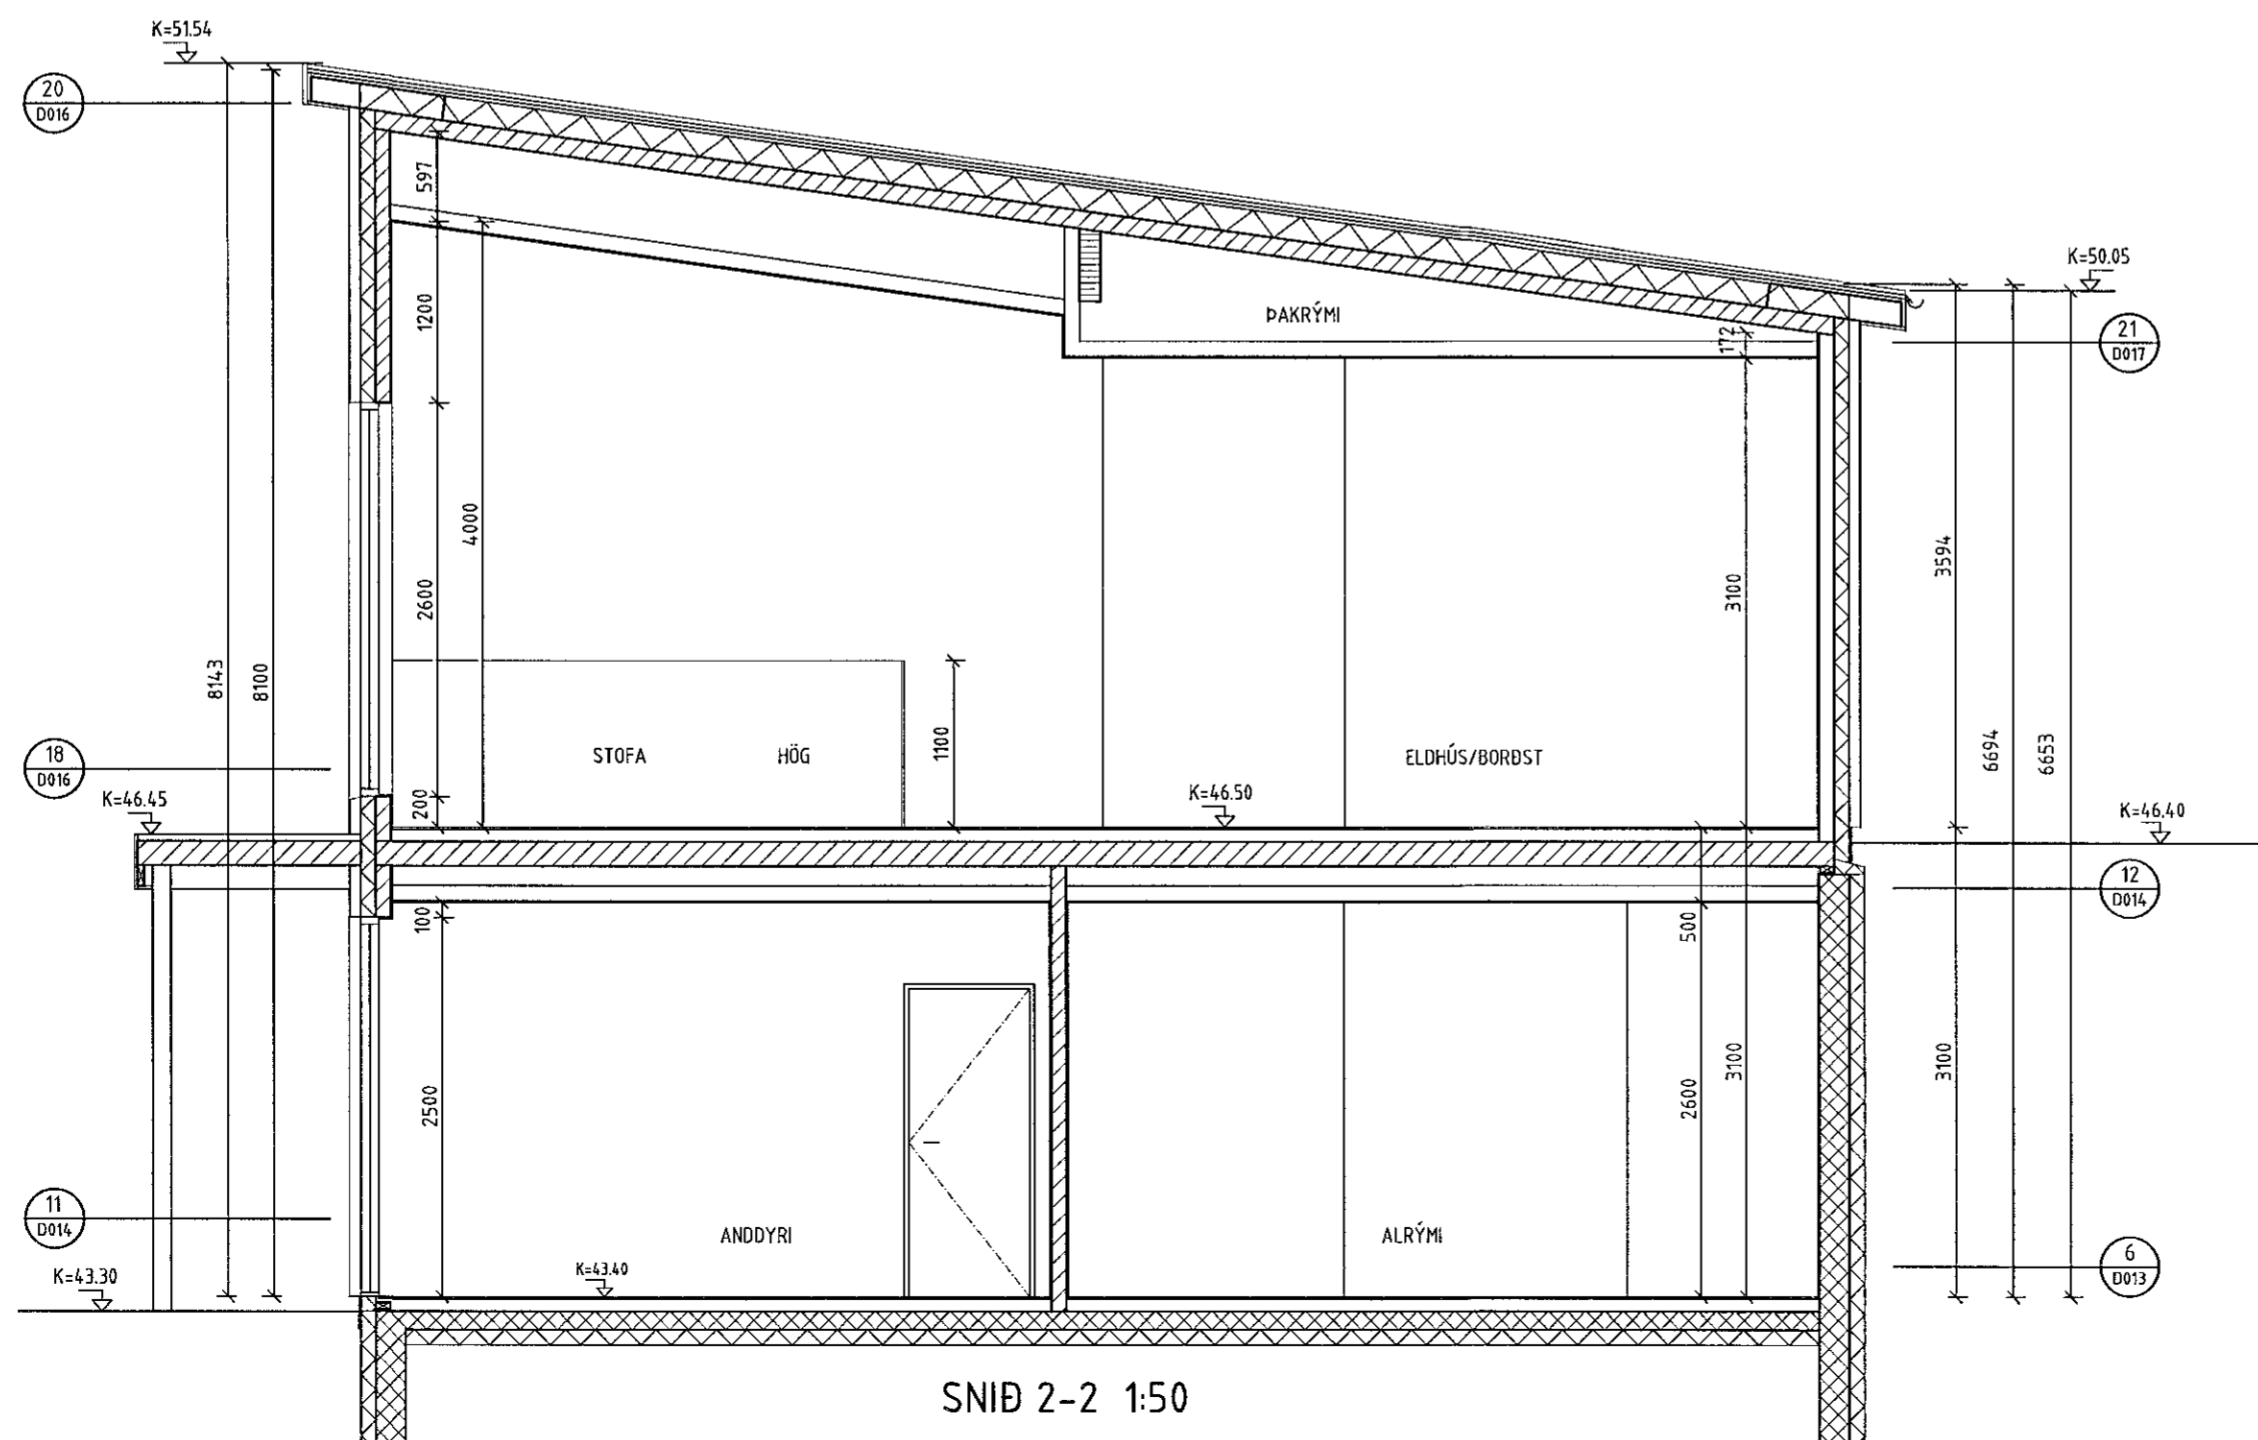 K=51.54
20
D016
597
K=50.05
1200
ÞAKRÝMI
172
21
D017
4000
3594
2600
3100
8143
8100
1100
6694
6653
STOFA
HÖG
ELDHÚS/BORÐST
18
D016
K=46.45
200
K=46.50
K=46.40
12
D014
100
500
2500
2600
3100
3100
11
D014
ANDDYRI
ALRÝMI
K=43.30
K=43.40
6
D013
SNIÐ 2-2 1:50